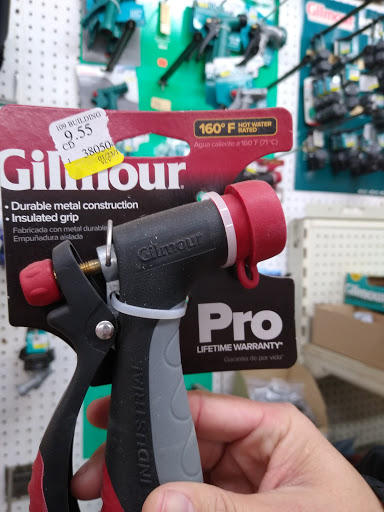 Gilmour
109 BUILDING
9.55
38050
160° F HOT WATER RATED
Agua caliente a 160°F (71°C)
Gilmour
• Durable metal construction
• Insulated grip
Fabricada con metal durable
Empuñadura aislada
Gilmour
Pro
LIFETIME WARRANTY
Garantía de por vida
INDUSTRIAL